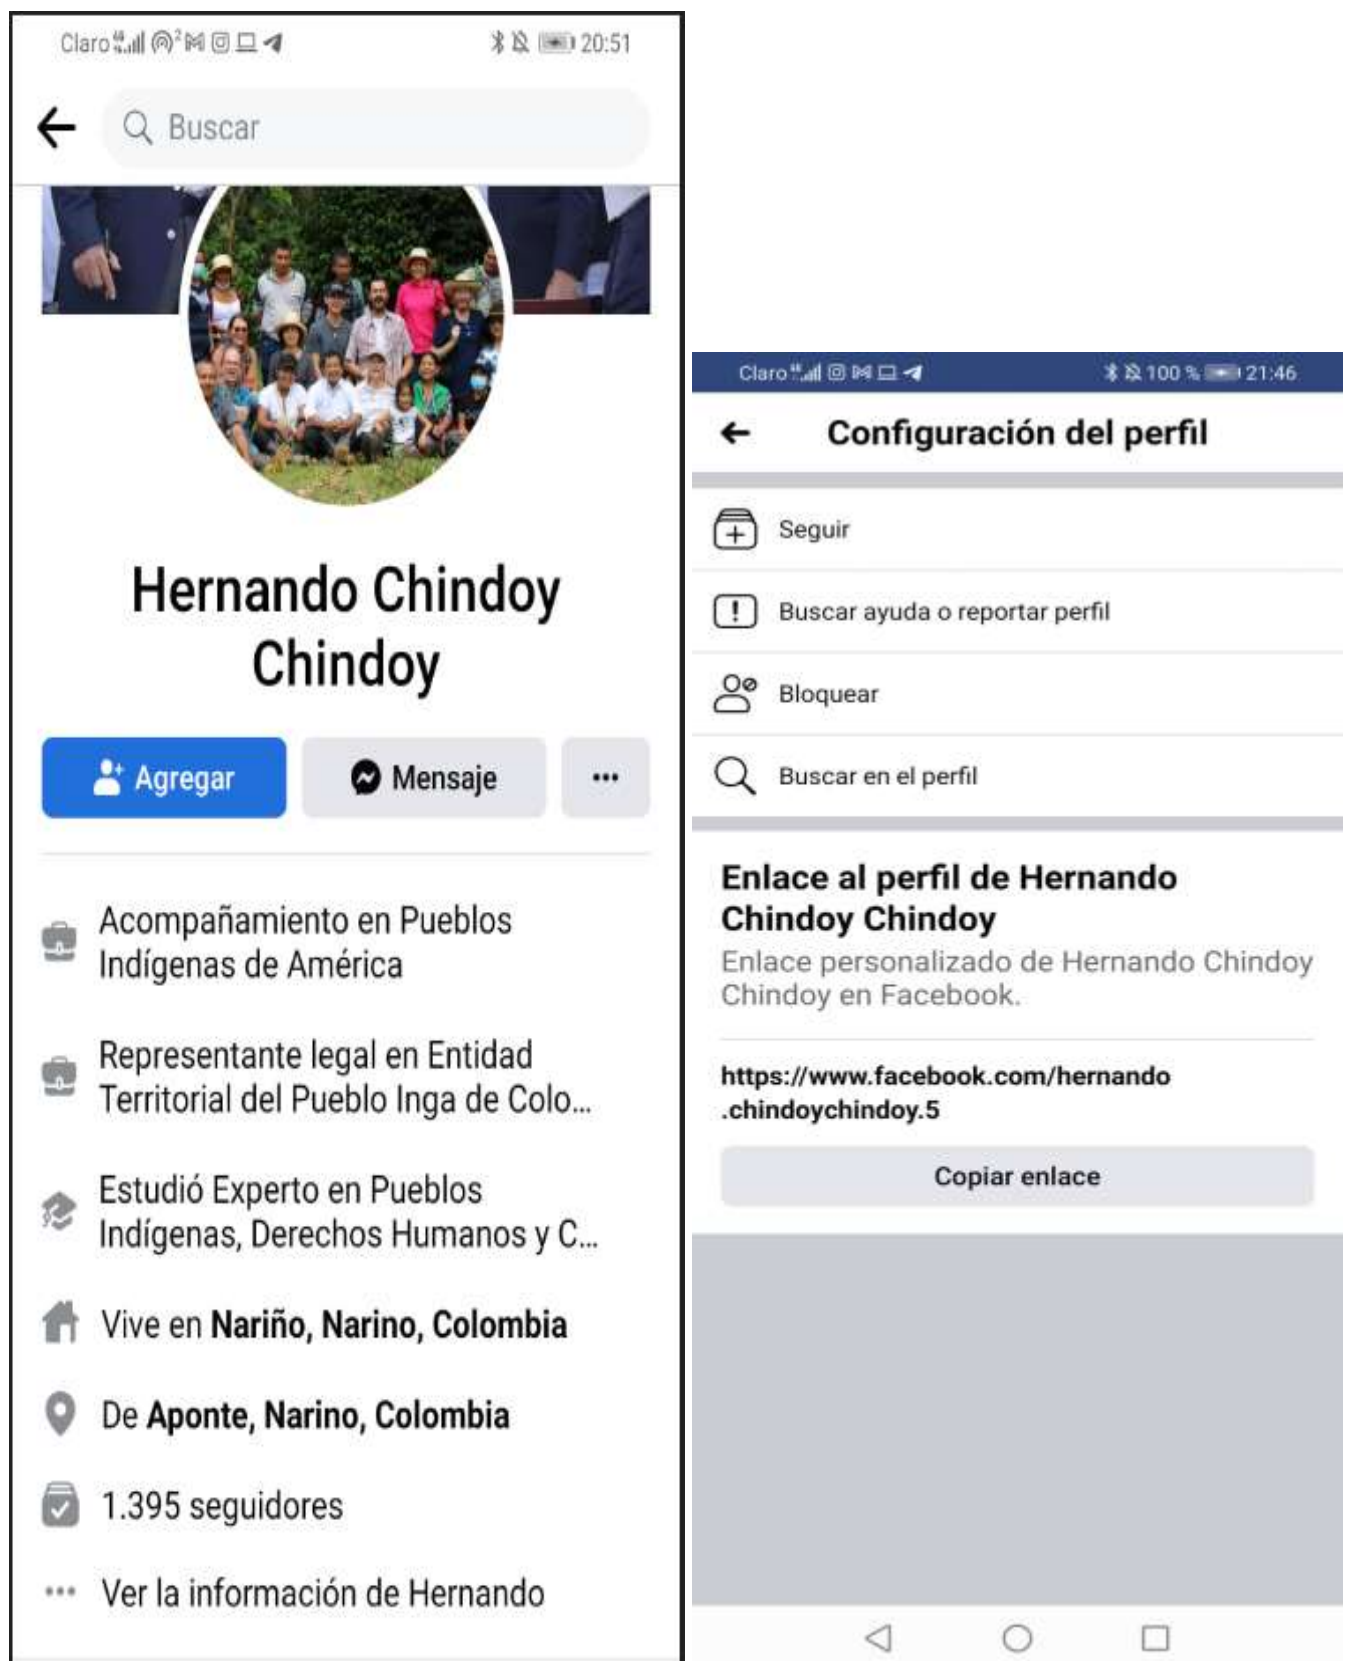 Claro 20:51
Buscar
Hernando Chindoy
Chindoy
Agregar
Mensaje
Acompañamiento en Pueblos
Indígenas de América
Representante legal en Entidad
Territorial del Pueblo Inga de Colo...
Estudió Experto en Pueblos
Indígenas, Derechos Humanos y C...
Vive en Nariño, Narino, Colombia
De Aponte, Narino, Colombia
1.395 seguidores
Ver la información de Hernando
Claro 100 % 21:46
Configuración del perfil
Seguir
Buscar ayuda o reportar perfil
Bloquear
Buscar en el perfil
Enlace al perfil de Hernando
Chindoy Chindoy
Enlace personalizado de Hernando Chindoy
Chindoy en Facebook.
https://www.facebook.com/hernando
.chindoychindoy.5
Copiar enlace